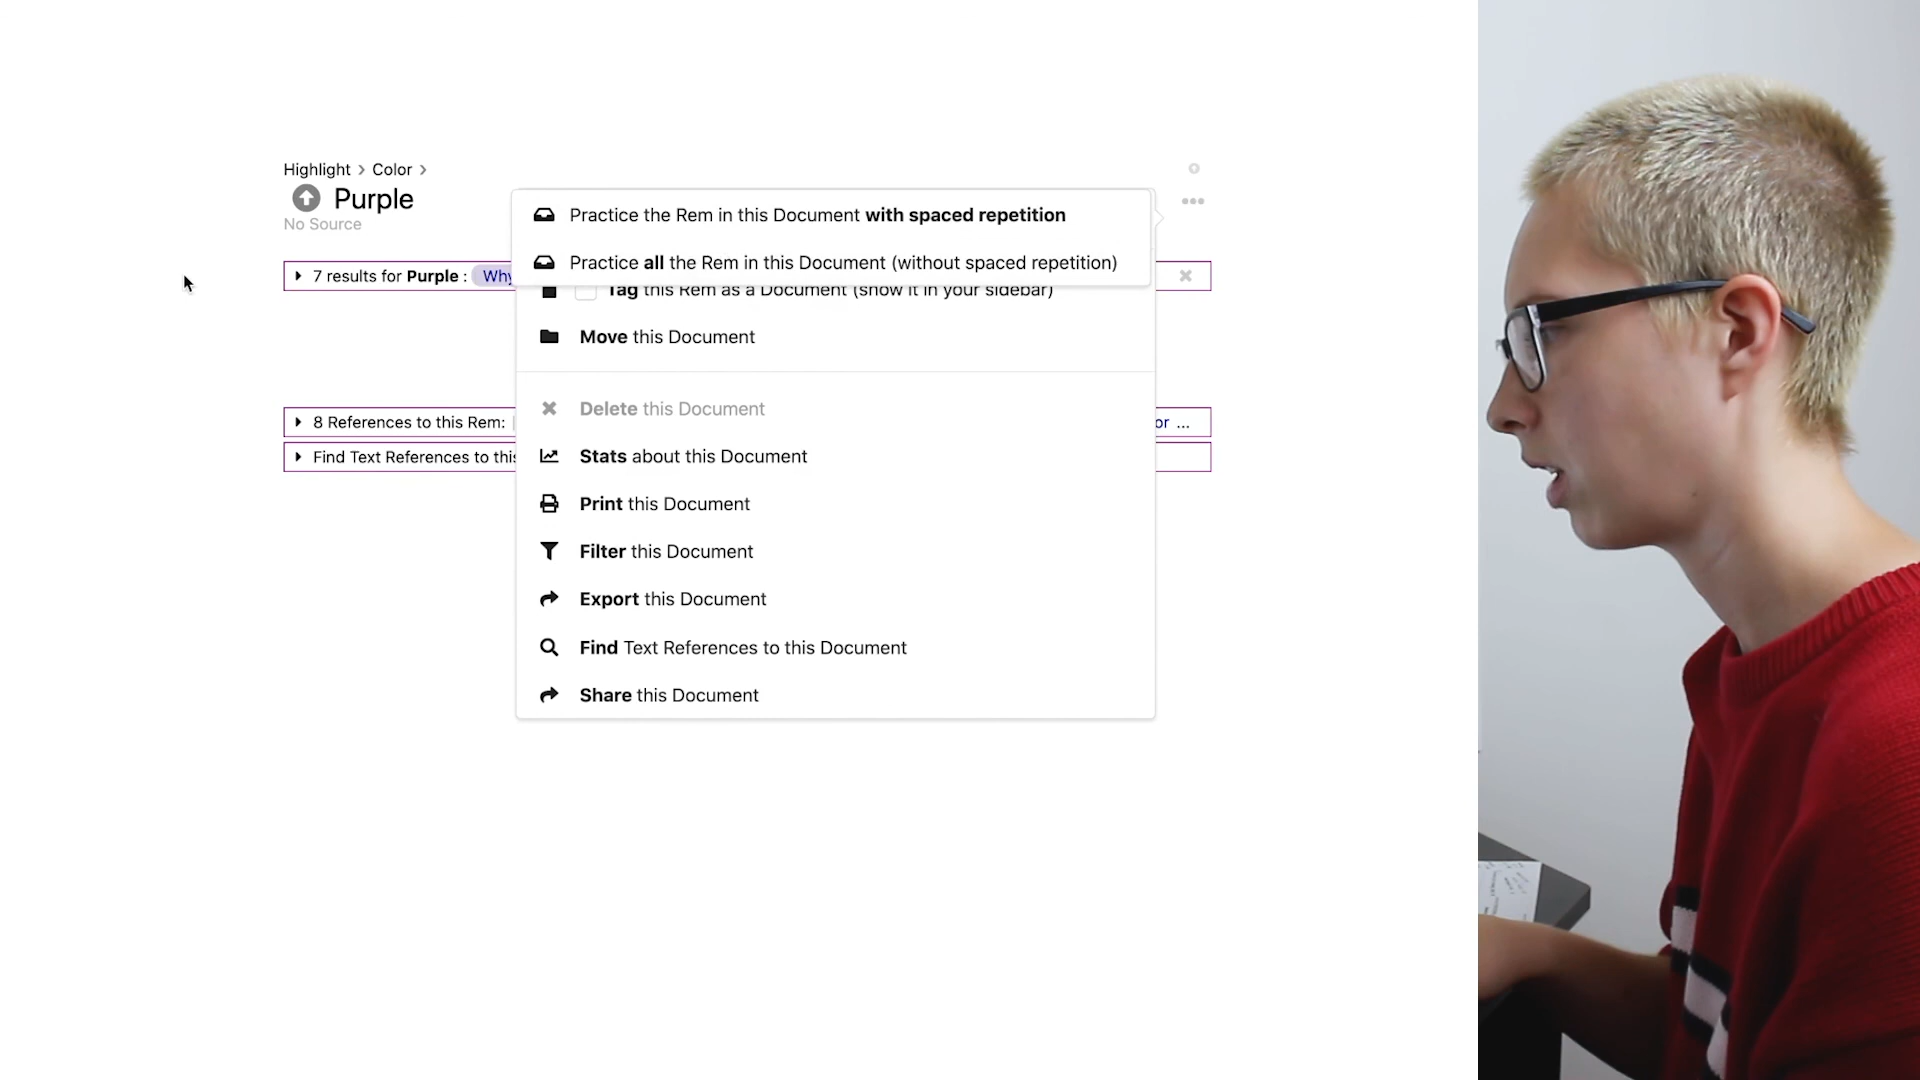 Highlight › Color ›
Purple
No Source
Practice the Rem in this Document with spaced repetition
Practice all the Rem in this Document (without spaced repetition)
7 results for Purple : Why
Tag this Rem as a Document (show it in your sidebar)
Move this Document
Delete this Document
8 References to this Rem:
or ...
Stats about this Document
Find Text References to this
Print this Document
Filter this Document
Export this Document
Find Text References to this Document
Share this Document